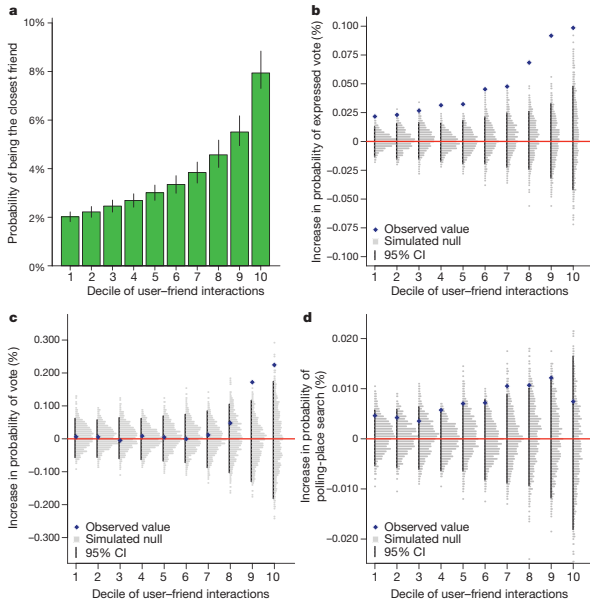 a
Probability of being the closest friend
10%
8%
6%
4%
2%
0%
1 2 3 4 5 6 7 8 9 10
Decile of user–friend interactions
b
Increase in probability of expressed vote (%)
0.100
0.075
0.050
0.025
0
−0.025
−0.050
−0.075
−0.100
Observed value
Simulated null
95% CI
1 2 3 4 5 6 7 8 9 10
Decile of user–friend interactions
c
Increase in probability of vote (%)
0.300
0.200
0.100
0
−0.100
−0.200
−0.300
Observed value
Simulated null
95% CI
1 2 3 4 5 6 7 8 9 10
Decile of user–friend interactions
d
Increase in probability of
polling-place search (%)
0.020
0.010
0
−0.010
−0.020
Observed value
Simulated null
95% CI
1 2 3 4 5 6 7 8 9 10
Decile of user–friend interactions